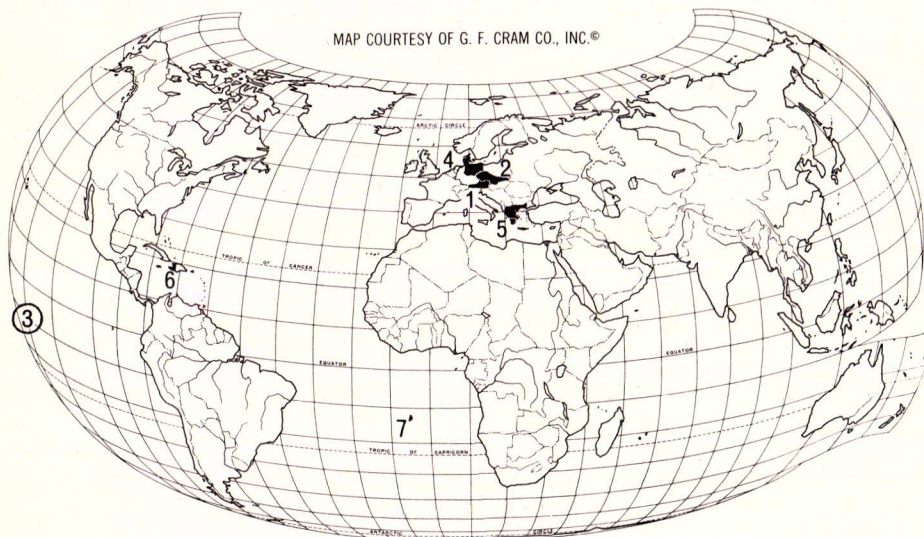 MAP COURTESY OF G. F. CRAM CO., INC.©
ARCTIC CIRCLE
4
2
1
5
TROPIC OF CANCER
6
3
EQUATOR
EQUATOR
7
TROPIC OF CAPRICORN
ANTARCTIC CIRCLE